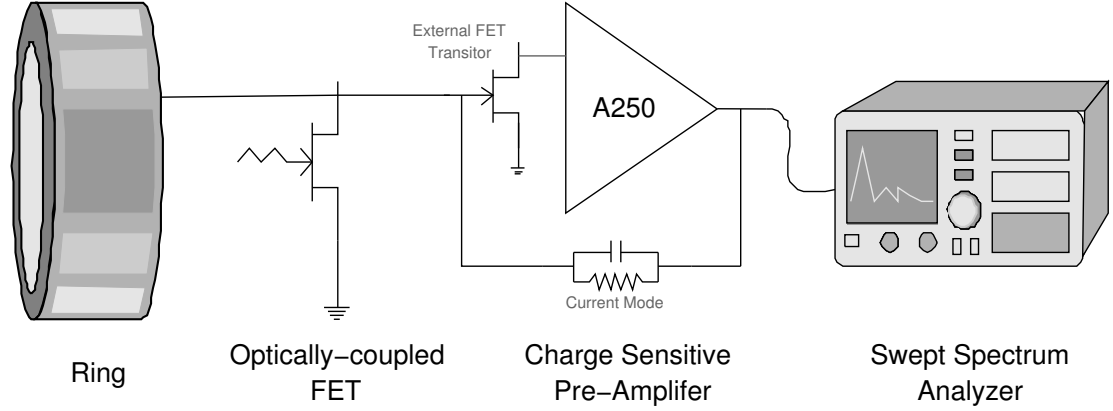 External FET
Transitor
A250
Current Mode
Ring
Optically−coupled
FET
Charge Sensitive
Pre−Amplifer
Swept Spectrum
Analyzer